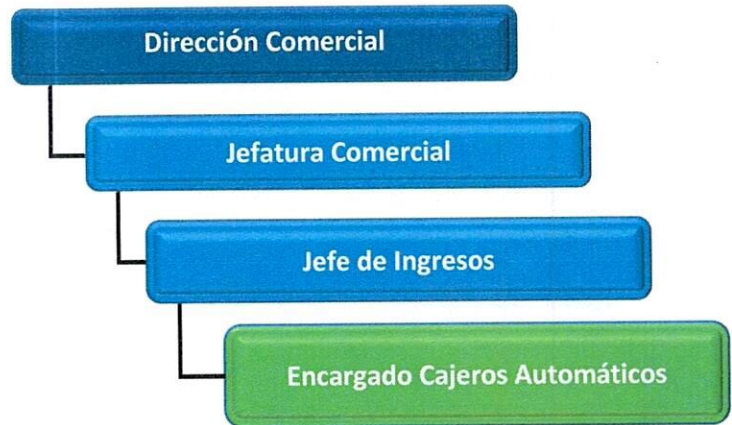 Dirección Comercial
Jefatura Comercial
Jefe de Ingresos
Encargado Cajeros Automáticos